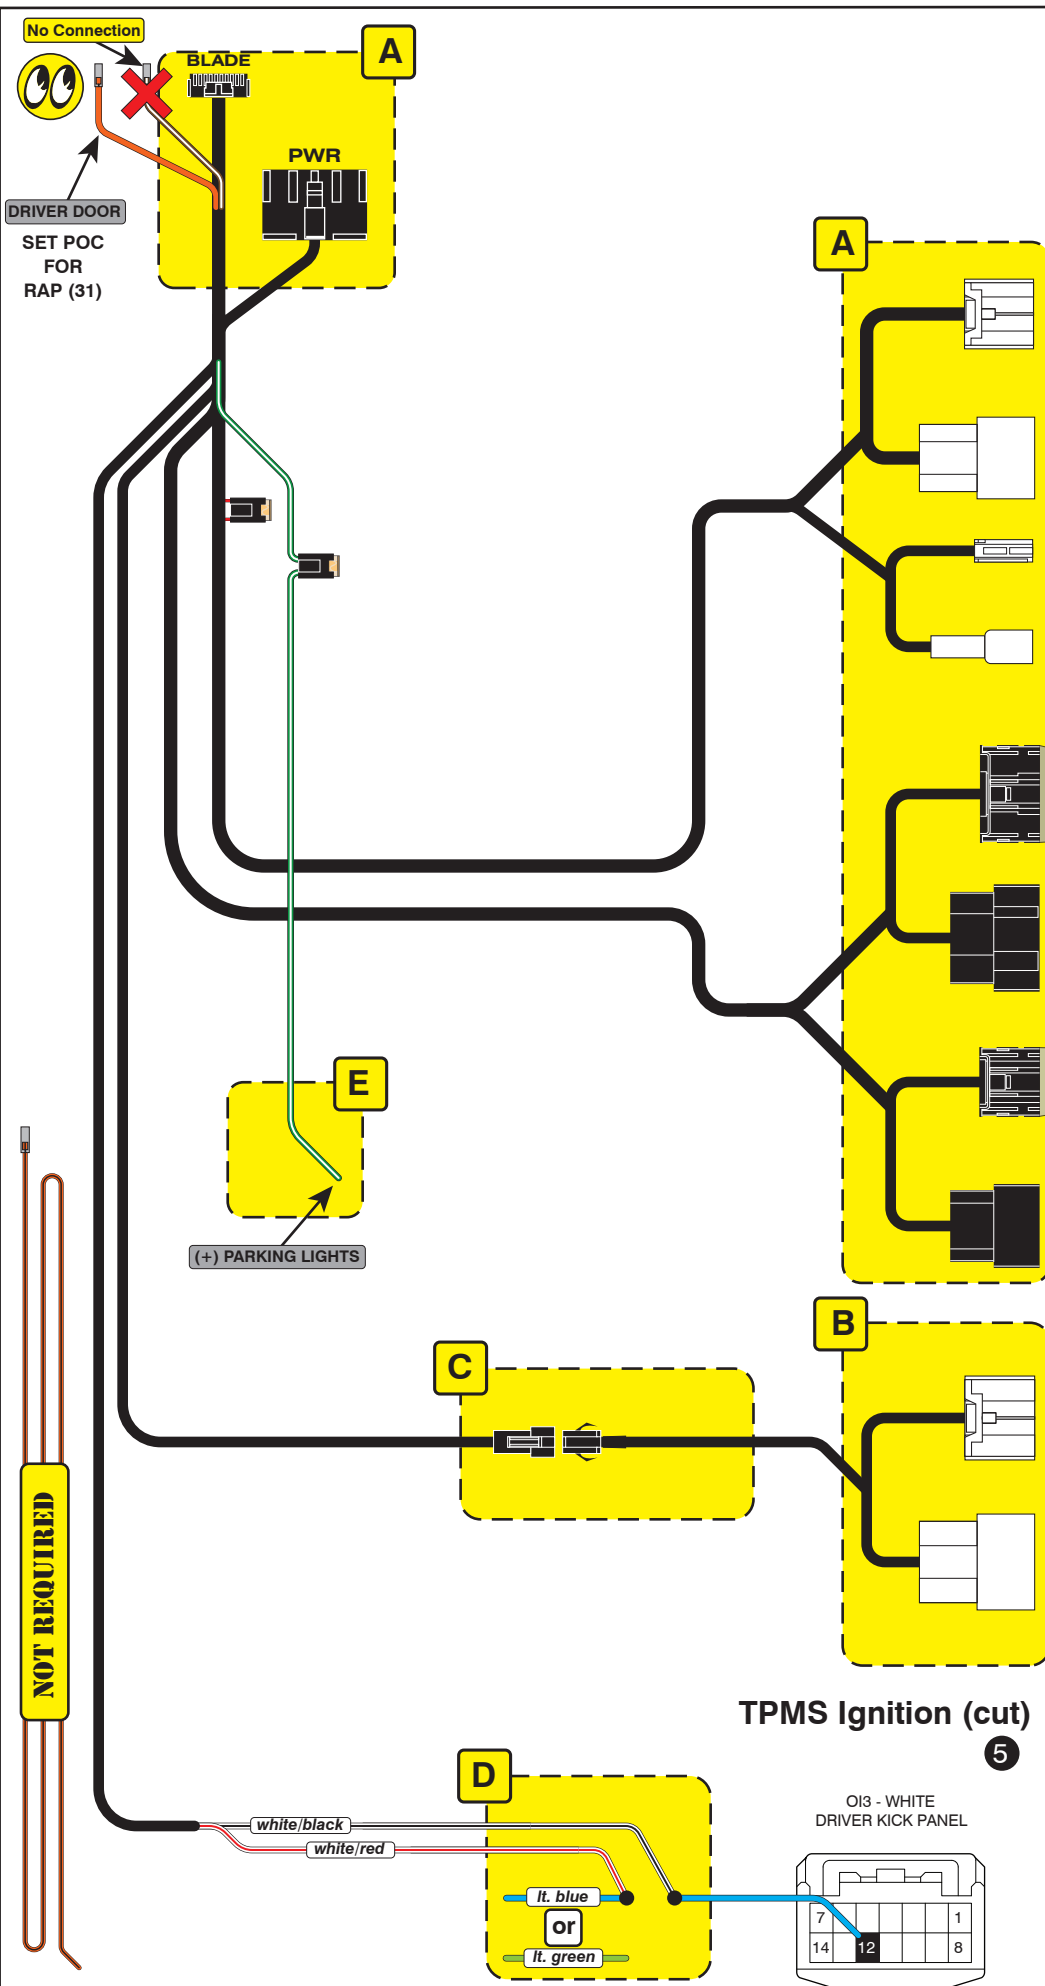 No Connection
A
BLADE
PWR
DRIVER DOOR
SET POC
FOR
RAP (31)
A
E
(+) PARKING LIGHTS
B
C
NOT REQUIRED
TPMS Ignition (cut)
5
D
OI3 - WHITE
DRIVER KICK PANEL
white/black
white/red
lt. blue
or
lt. green
7
1
14
12
8